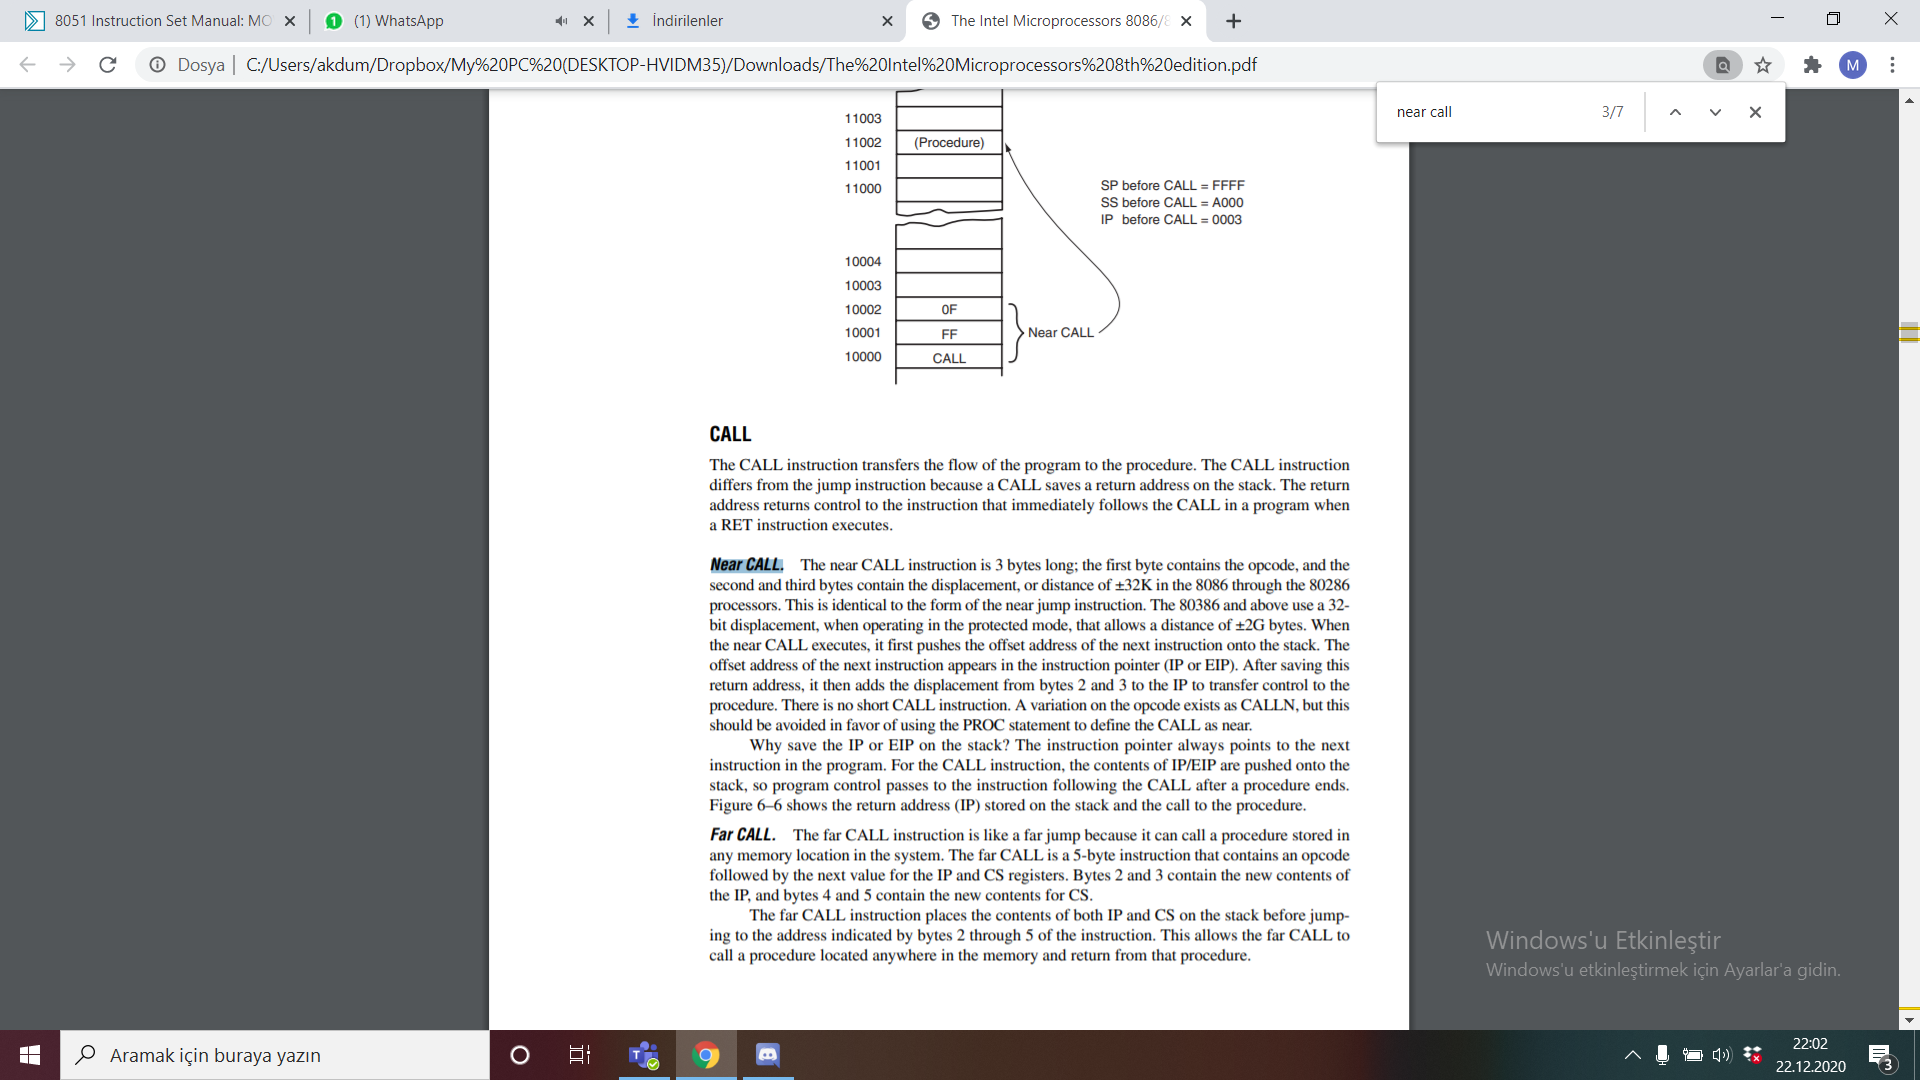 8051 Instruction Set Manual: MO
1
(1) WhatsApp
İndirilenler
The Intel Microprocessors 8086/8
Dosya
C:/Users/akdum/Dropbox/My%20PC%20(DESKTOP-HVIDM35)/Downloads/The%20Intel%20Microprocessors%208th%20edition.pdf
M
near call
3/7
11003
11002 (Procedure)
11001
11000
SP before CALL = FFFF
SS before CALL = A000
IP before CALL = 0003
10004
10003
10002 0F
10001 FF Near CALL
10000 CALL
CALL
The CALL instruction transfers the flow of the program to the procedure. The CALL instruction
differs from the jump instruction because a CALL saves a return address on the stack. The return
address returns control to the instruction that immediately follows the CALL in a program when
a RET instruction executes.
Near CALL. The near CALL instruction is 3 bytes long; the first byte contains the opcode, and the
second and third bytes contain the displacement, or distance of ±32K in the 8086 through the 80286
processors. This is identical to the form of the near jump instruction. The 80386 and above use a 32-
bit displacement, when operating in the protected mode, that allows a distance of ±2G bytes. When
the near CALL executes, it first pushes the offset address of the next instruction onto the stack. The
offset address of the next instruction appears in the instruction pointer (IP or EIP). After saving this
return address, it then adds the displacement from bytes 2 and 3 to the IP to transfer control to the
procedure. There is no short CALL instruction. A variation on the opcode exists as CALLN, but this
should be avoided in favor of using the PROC statement to define the CALL as near.
Why save the IP or EIP on the stack? The instruction pointer always points to the next
instruction in the program. For the CALL instruction, the contents of IP/EIP are pushed onto the
stack, so program control passes to the instruction following the CALL after a procedure ends.
Figure 6–6 shows the return address (IP) stored on the stack and the call to the procedure.
Far CALL. The far CALL instruction is like a far jump because it can call a procedure stored in
any memory location in the system. The far CALL is a 5-byte instruction that contains an opcode
followed by the next value for the IP and CS registers. Bytes 2 and 3 contain the new contents of
the IP, and bytes 4 and 5 contain the new contents for CS.
The far CALL instruction places the contents of both IP and CS on the stack before jump-
ing to the address indicated by bytes 2 through 5 of the instruction. This allows the far CALL to
call a procedure located anywhere in the memory and return from that procedure.
Windows'u Etkinleştir
Windows'u etkinleştirmek için Ayarlar'a gidin.
Aramak için buraya yazın
22:02
22.12.2020
3